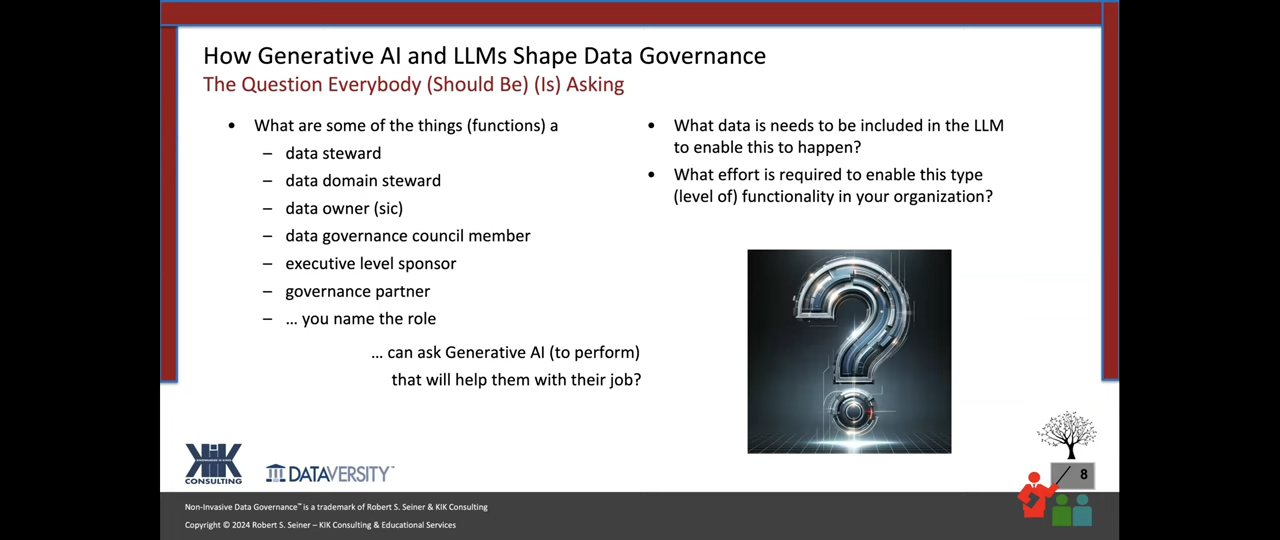 How Generative AI and LLMs Shape Data Governance
The Question Everybody (Should Be) (Is) Asking
• What are some of the things (functions) a
– data steward
– data domain steward
– data owner (sic)
– data governance council member
– executive level sponsor
– governance partner
– … you name the role
… can ask Generative AI (to perform)
that will help them with their job?
• What data is needs to be included in the LLM
to enable this to happen?
• What effort is required to enable this type
(level of) functionality in your organization?
KIK
CONSULTING
DATAVERSITY™
8
Non-Invasive Data Governance™ is a trademark of Robert S. Seiner & KIK Consulting
Copyright © 2024 Robert S. Seiner – KIK Consulting & Educational Services